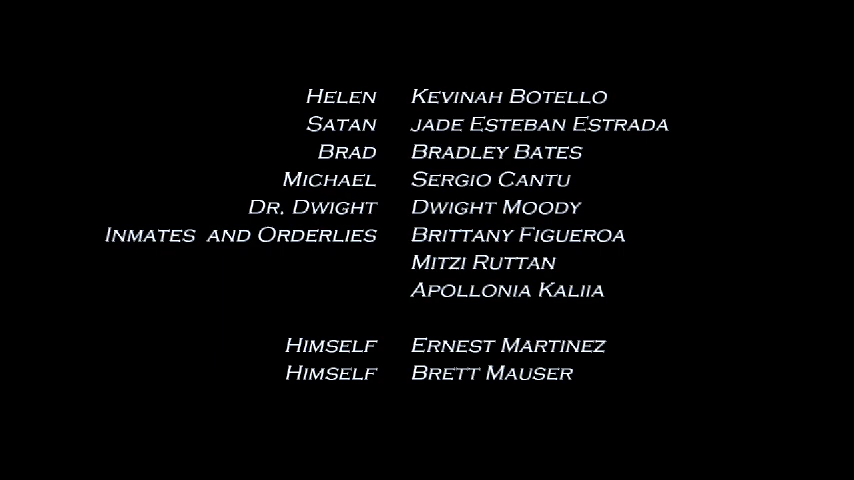 Helen Kevinah Botello
Satan Jade Esteban Estrada
Brad Bradley Bates
Michael Sergio Cantu
Dr. Dwight Dwight Moody
Inmates and Orderlies Brittany Figueroa
Mitzi Ruttan
Apollonia Kaliia
Himself Ernest Martinez
Himself Brett Mauser